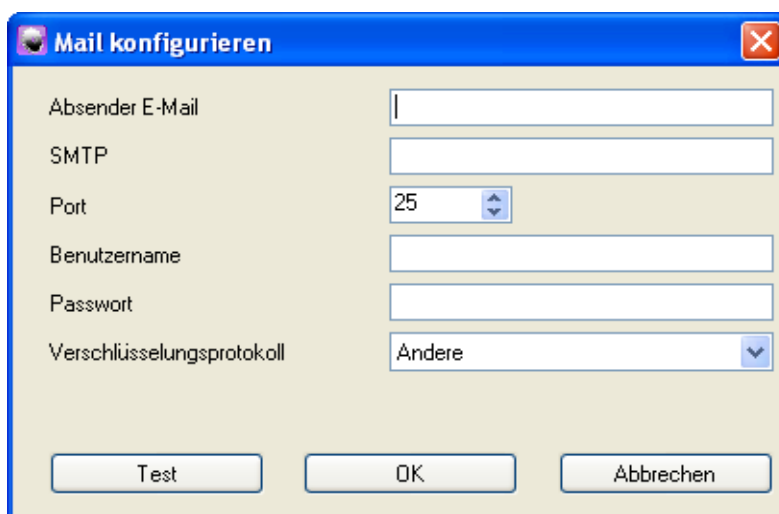 Mail konfigurieren
Absender E-Mail
SMTP
Port 25
Benutzername
Passwort
Verschlüsselungsprotokoll Andere
Test OK Abbrechen